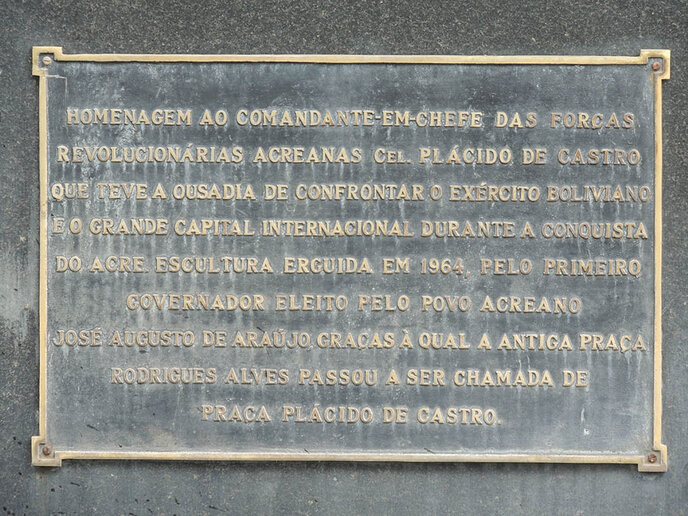 HOMENAGEM AO COMANDANTE-EM-CHEFE DAS FORÇAS
REVOLUCIONÁRIAS ACREANAS CEL. PLÁCIDO DE CASTRO,
QUE TEVE A OUSADIA DE CONFRONTAR O EXÉRCITO BOLIVIANO
E O GRANDE CAPITAL INTERNACIONAL DURANTE A CONQUISTA
DO ACRE. ESCULTURA ERGUIDA EM 1964, PELO PRIMEIRO
GOVERNADOR ELEITO PELO POVO ACREANO
JOSÉ AUGUSTO DE ARAÚJO, GRAÇAS À QUAL A ANTIGA PRAÇA
RODRIGUES ALVES PASSOU A SER CHAMADA DE
PRAÇA PLÁCIDO DE CASTRO.